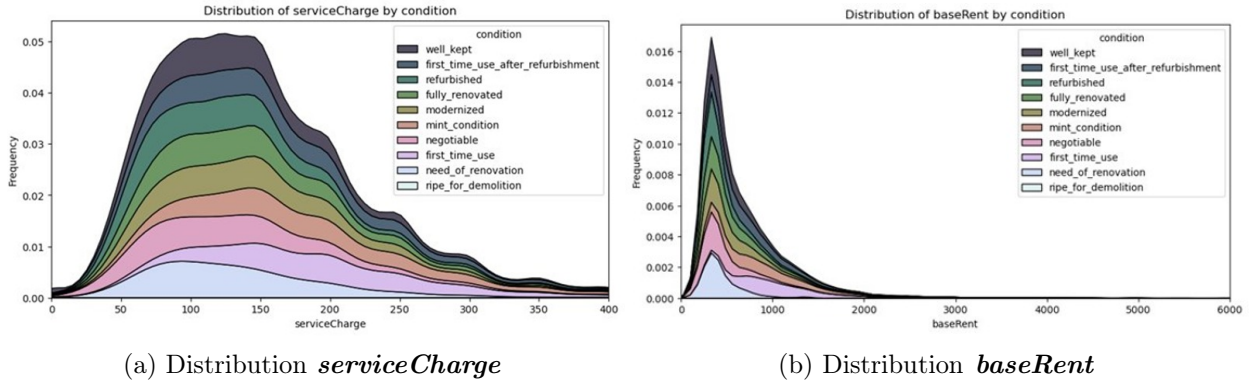 Distribution of serviceCharge by condition
Frequency
0.05
0.04
0.03
0.02
0.01
0.00
0
50
100
150
200
250
300
350
400
serviceCharge
condition
well_kept
first_time_use_after_refurbishment
refurbished
fully_renovated
modernized
mint_condition
negotiable
first_time_use
need_of_renovation
ripe_for_demolition
(a) Distribution serviceCharge
Distribution of baseRent by condition
Frequency
0.016
0.014
0.012
0.010
0.008
0.006
0.004
0.002
0.000
0
1000
2000
3000
4000
5000
6000
baseRent
condition
well_kept
first_time_use_after_refurbishment
refurbished
fully_renovated
modernized
mint_condition
negotiable
first_time_use
need_of_renovation
ripe_for_demolition
(b) Distribution baseRent